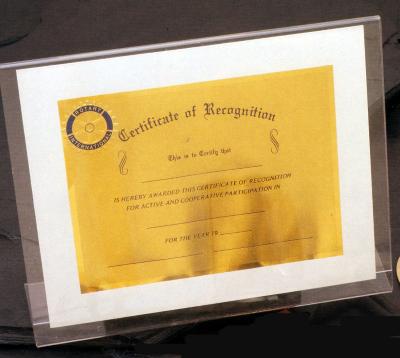 ROTARY
INTERNATIONAL
Certificate of Recognition
This is to Certify that
IS HEREBY AWARDED THIS CERTIFICATE OF RECOGNITION
FOR ACTIVE AND COOPERATIVE PARTICIPATION IN
FOR THE YEAR 19